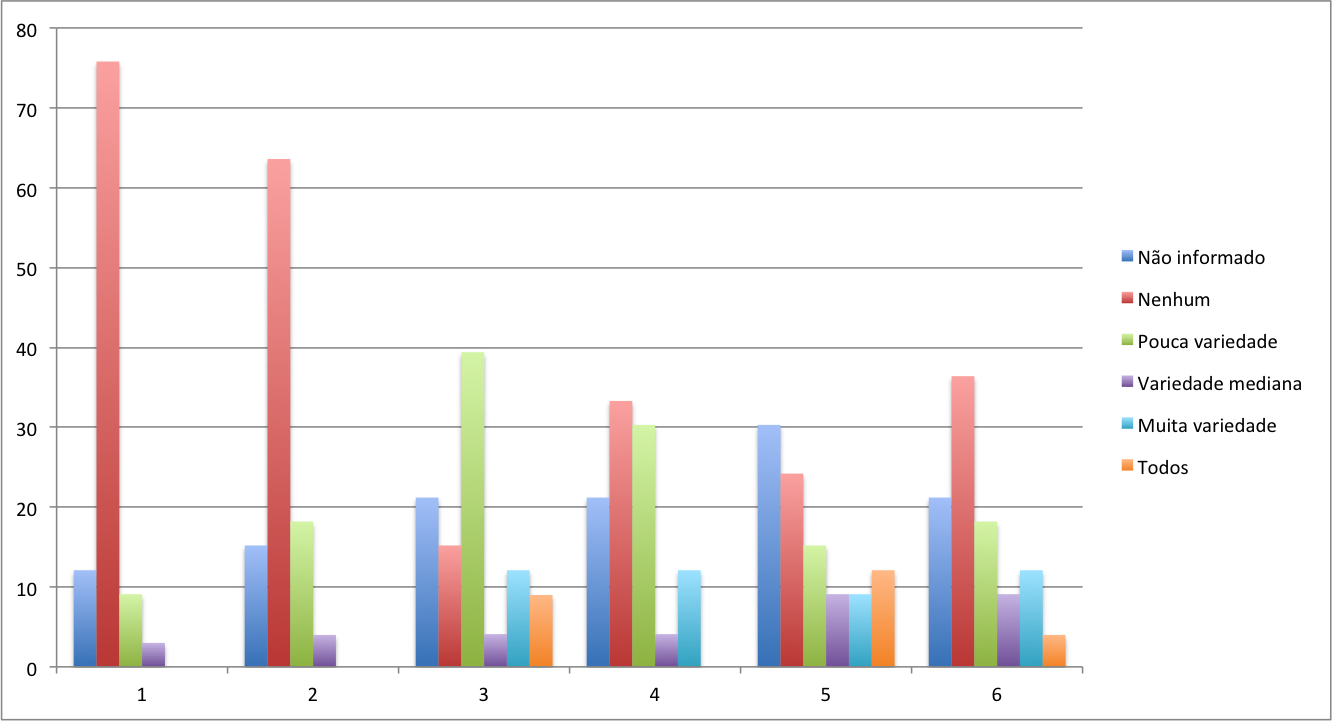 80
70
60
50
40
30
20
10
0
1 2 3 4 5 6
Não informado
Nenhum
Pouca variedade
Variedade mediana
Muita variedade
Todos